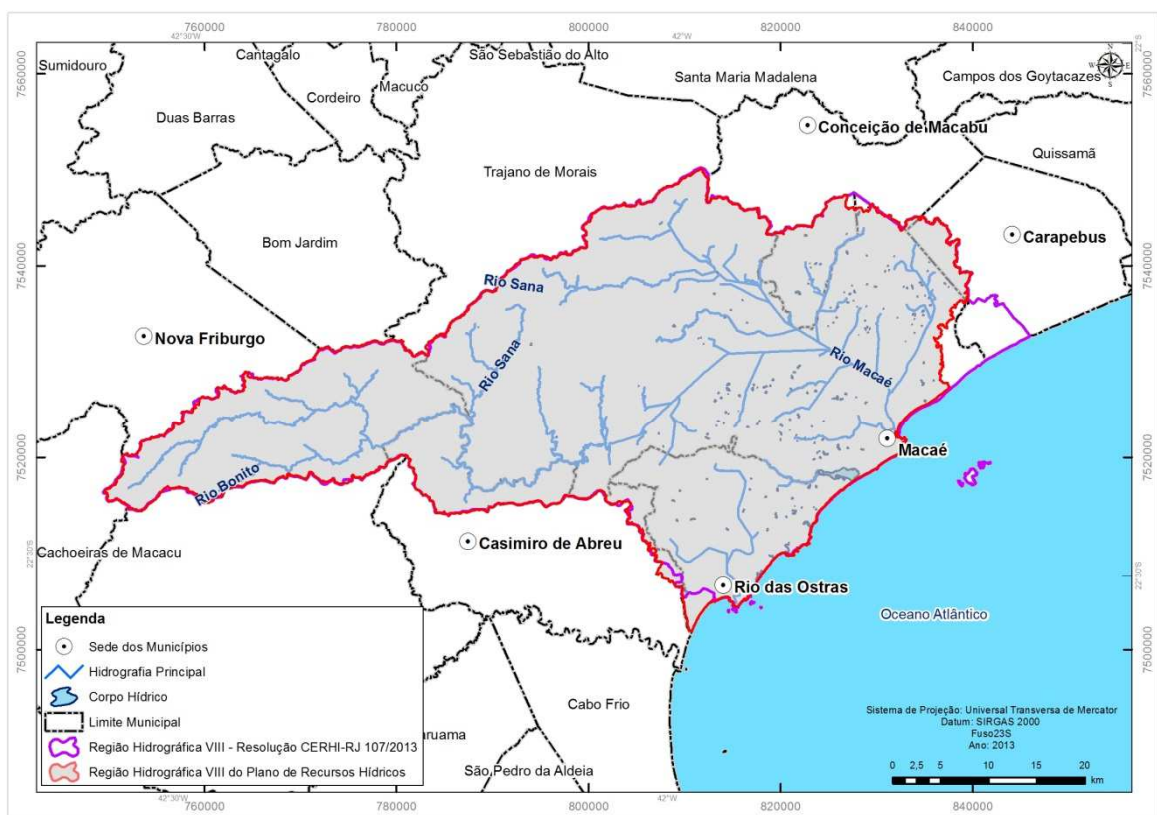 760000
780000
800000
820000
840000
42°30'W
42°W
22°S
7560000
7540000
7520000
7500000
22°30'S
N
W
E
S
Sumidouro
Cantagalo
Cordeiro
Macuco
São Sebastião do Alto
Santa Maria Madalena
Campos dos Goytacazes
Duas Barras
Conceição de Macabu
Quissamã
Trajano de Morais
Bom Jardim
Carapebus
Rio Sana
Nova Friburgo
Rio Sana
Rio Macaé
Macaé
Rio Bonito
Casimiro de Abreu
Cachoeiras de Macacu
Rio das Ostras
Oceano Atlântico
Cabo Frio
aruama
São Pedro da Aldeia
Legenda
Sede dos Municípios
Hidrografia Principal
Corpo Hídrico
Limite Municipal
Região Hidrográfica VIII - Resolução CERHI-RJ 107/2013
Região Hidrográfica VIII do Plano de Recursos Hídricos
Sistema de Projeção: Universal Transversa de Mercator
Datum: SIRGAS 2000
Fuso23S
Ano: 2013
0 2,5 5 10 15 20
km
7560000
7540000
7520000
22°30'S
7500000
42°30'W
42°W
760000
780000
800000
820000
840000